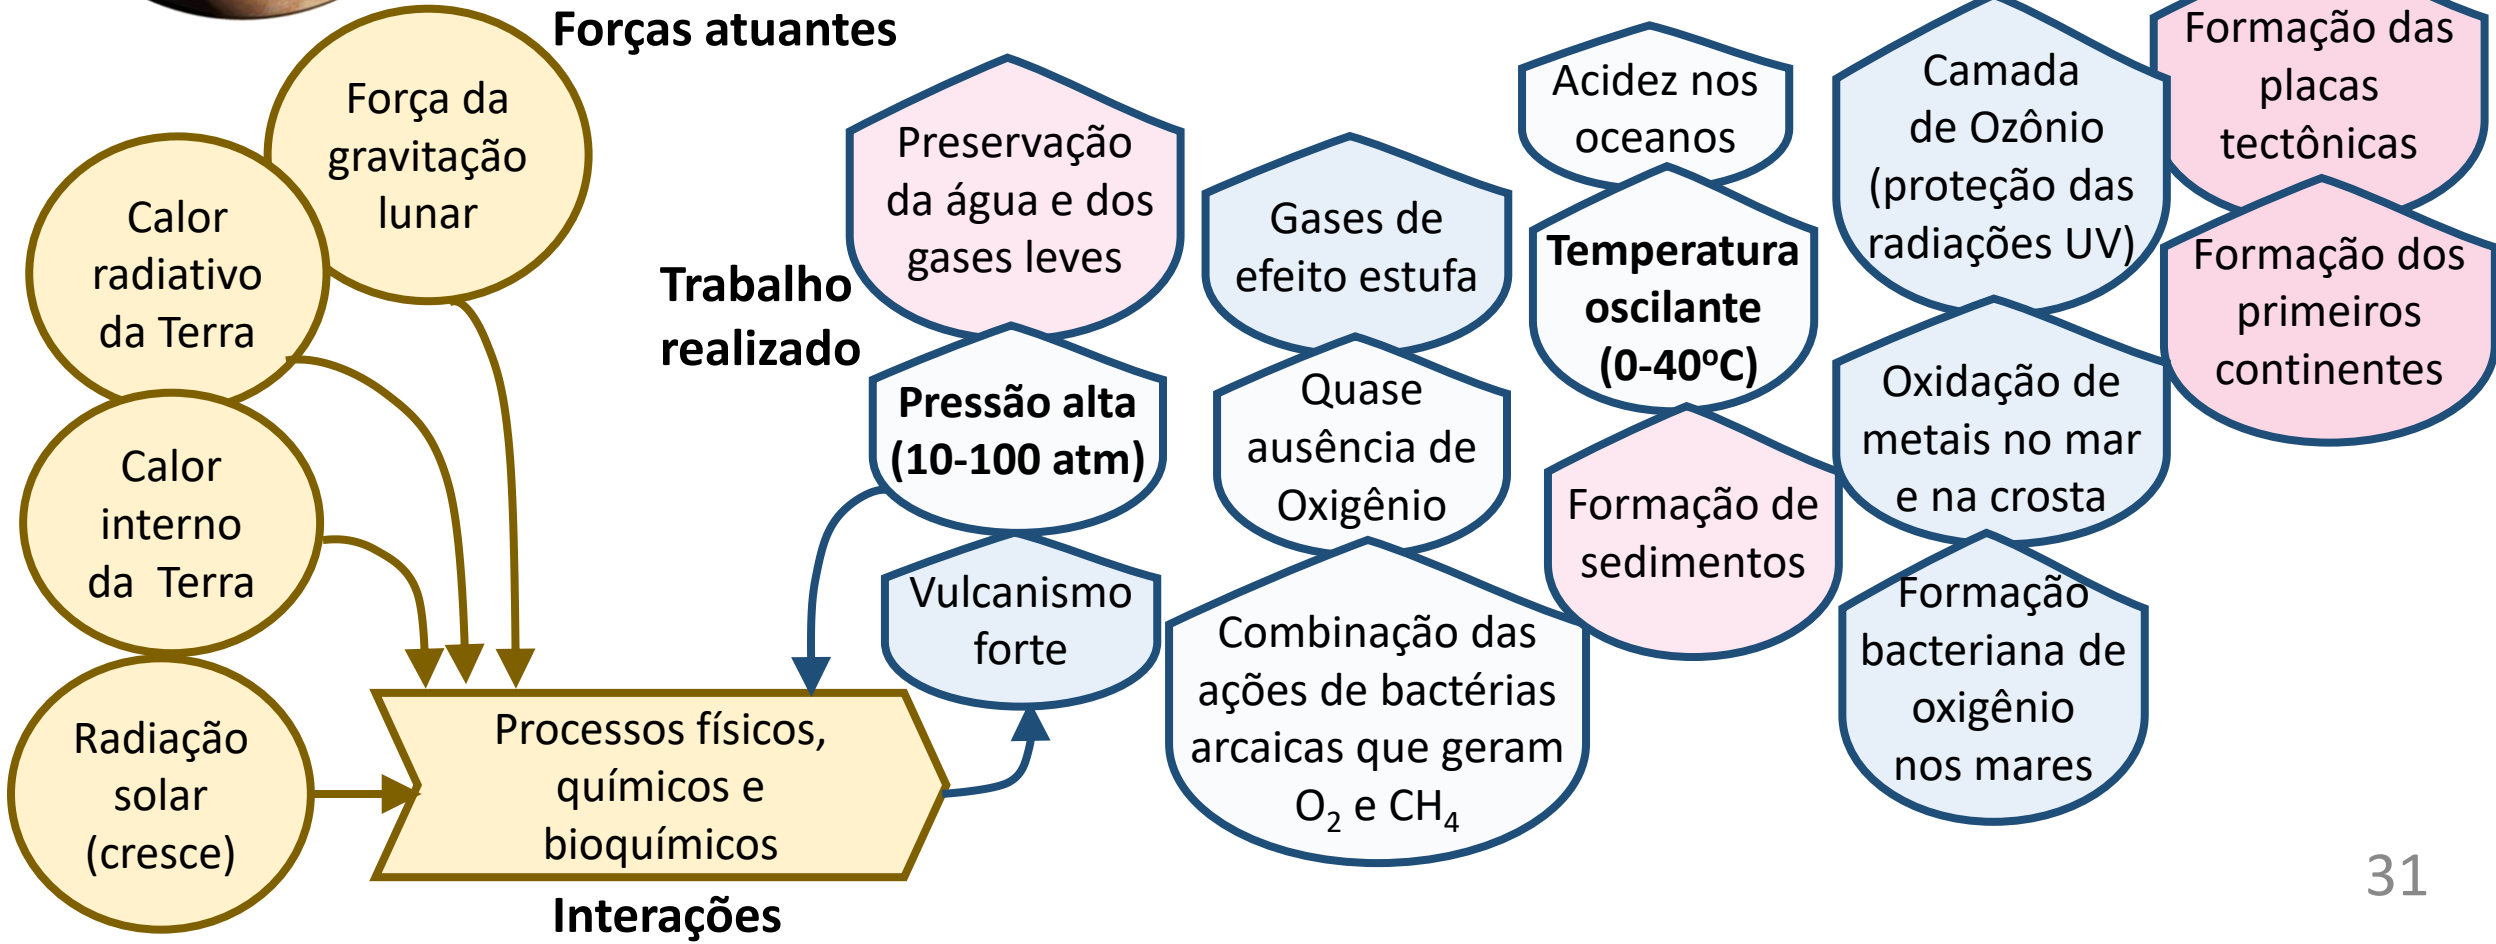 Forças atuantes
Força da
gravitação
lunar
Calor
radiativo
da Terra
Calor
interno
da Terra
Radiação
solar
(cresce)
Processos físicos,
químicos e
bioquímicos
Interações
Trabalho
realizado
Preservação
da água e dos
gases leves
Pressão alta
(10-100 atm)
Vulcanismo
forte
Gases de
efeito estufa
Quase
ausência de
Oxigênio
Combinação das
ações de bactérias
arcaicas que geram
O₂ e CH₄
Acidez nos
oceanos
Temperatura
oscilante
(0-40ºC)
Formação de
sedimentos
Camada
de Ozônio
(proteção das
radiações UV)
Oxidação de
metais no mar
e na crosta
Formação
bacteriana de
oxigênio
nos mares
Formação das
placas
tectônicas
Formação dos
primeiros
continentes
31